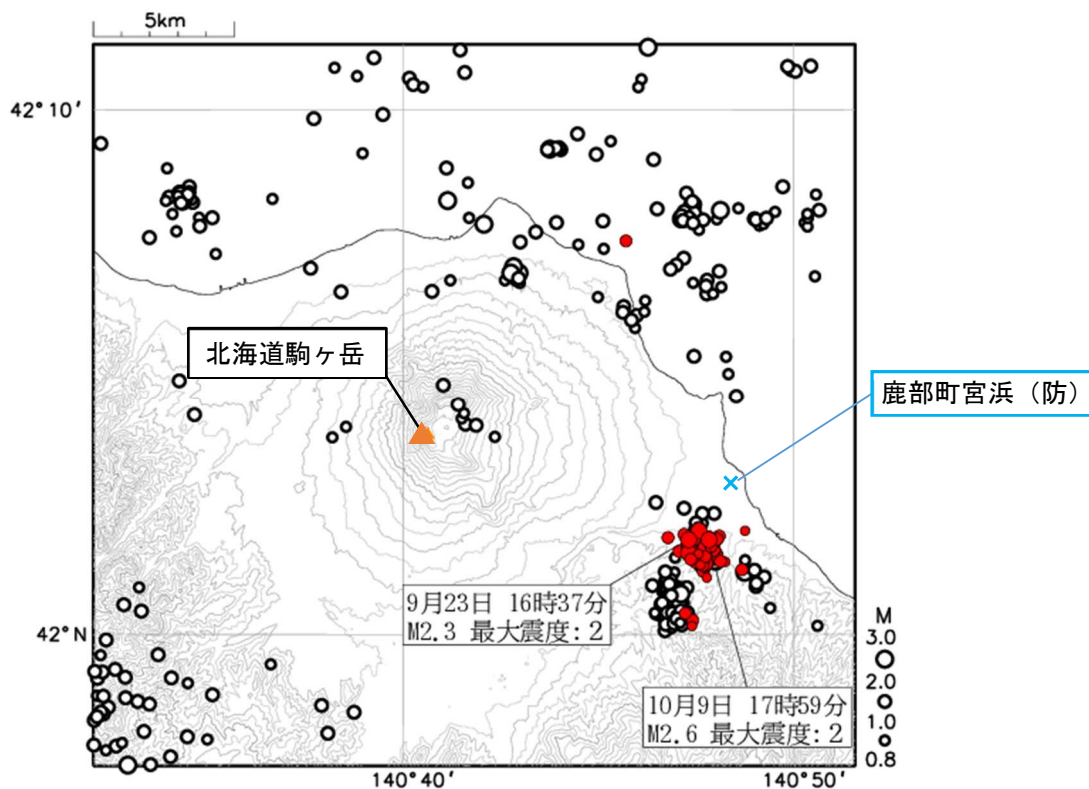 5km
42°10′
北海道駒ヶ岳
鹿部町宮浜（防）
9月23日 16時37分
M2.3 最大震度:2
42°N
10月9日 17時59分
M2.6 最大震度:2
M
3.0
2.0
1.0
0.8
140°40′
140°50′